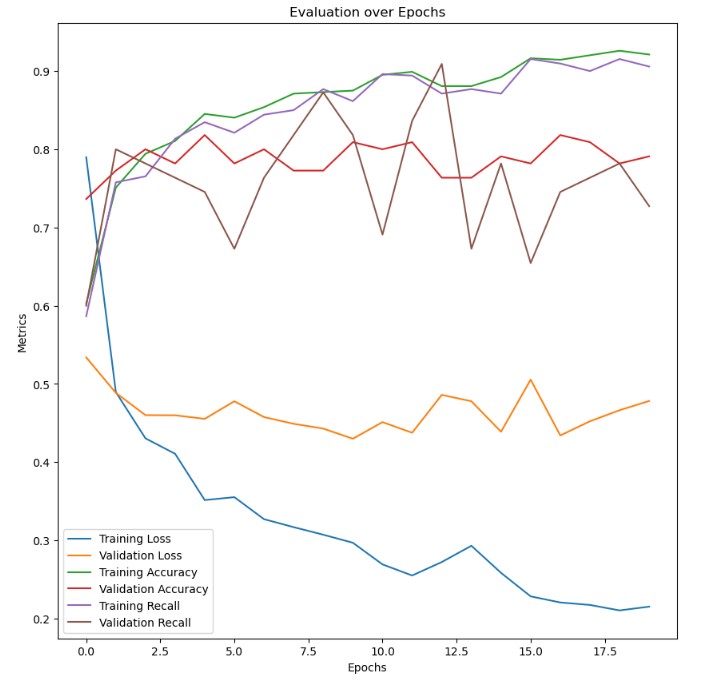 Evaluation over Epochs
Metrics
0.9
0.8
0.7
0.6
0.5
0.4
0.3
0.2
Training Loss
Validation Loss
Training Accuracy
Validation Accuracy
Training Recall
Validation Recall
0.0 2.5 5.0 7.5 10.0 12.5 15.0 17.5
Epochs